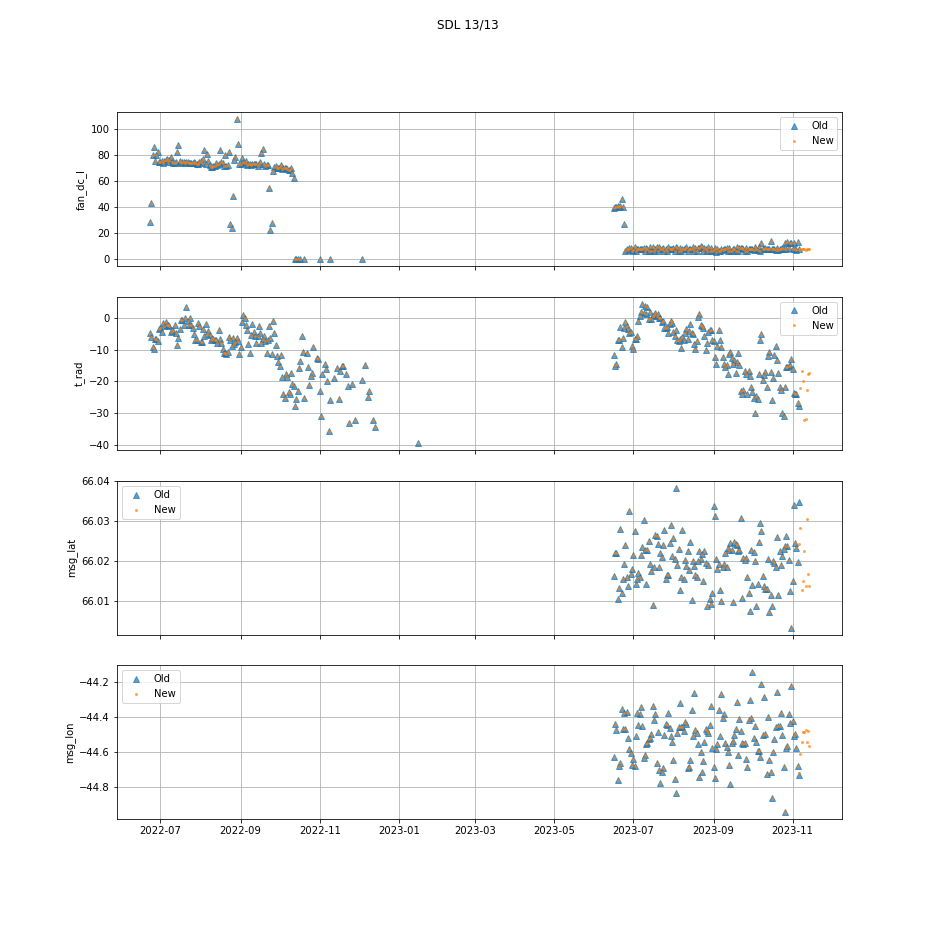 SDL 13/13
100
80
60
40
20
0
fan_dc_I
Old
New
0
−10
−20
−30
−40
t_rad
Old
New
66.04
66.03
66.02
66.01
msg_lat
Old
New
−44.2
−44.4
−44.6
−44.8
msg_lon
Old
New
2022-07 2022-09 2022-11 2023-01 2023-03 2023-05 2023-07 2023-09 2023-11